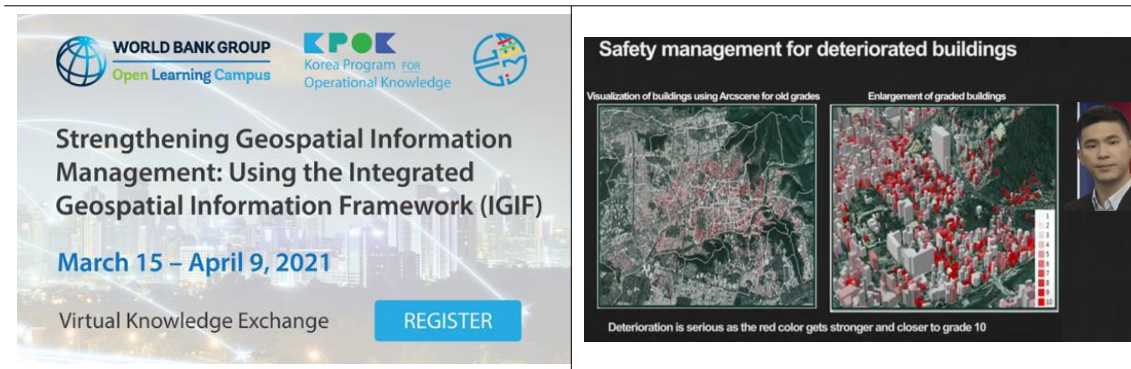 WORLD BANK GROUP
Open Learning Campus
KPOK
Korea Program FOR
Operational Knowledge
Strengthening Geospatial Information
Management: Using the Integrated
Geospatial Information Framework (IGIF)
March 15 – April 9, 2021
Virtual Knowledge Exchange
REGISTER
Safety management for deteriorated buildings
Visualization of buildings using Arcscene for old grades
Enlargement of graded buildings
1
2
3
4
5
6
7
8
9
10
Deterioration is serious as the red color gets stronger and closer to grade 10